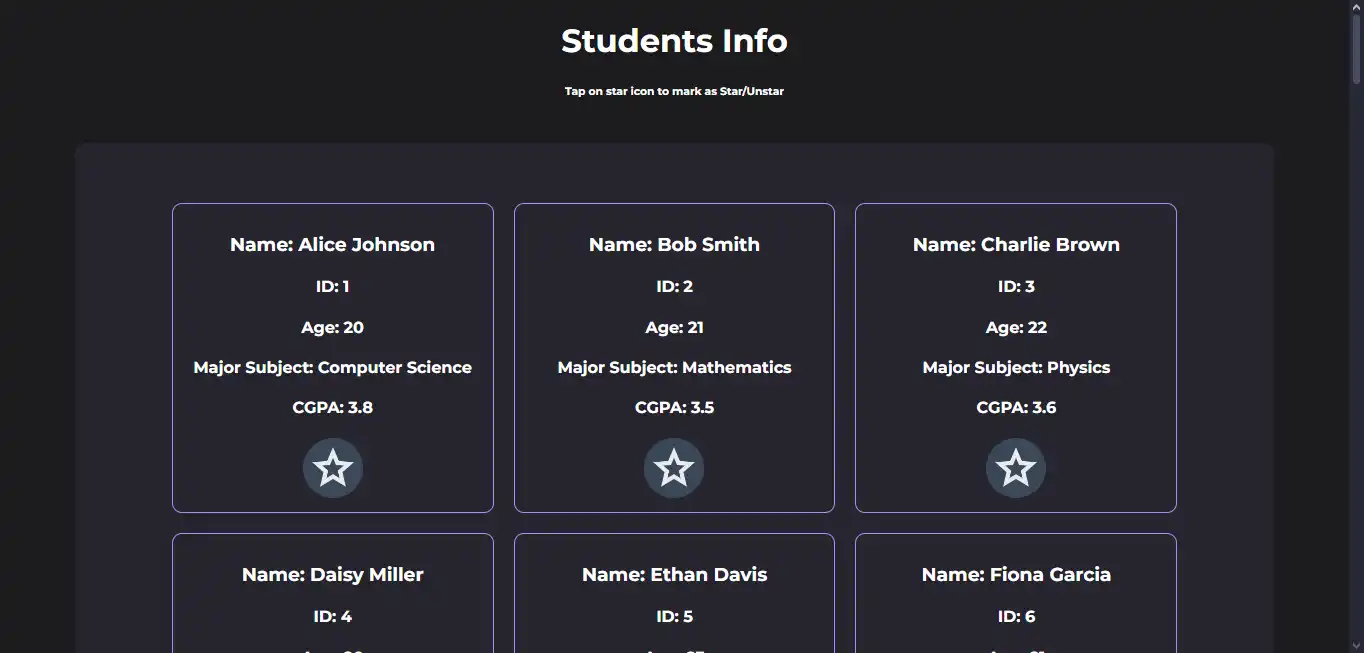 Students Info
Tap on star icon to mark as Star/Unstar
Name: Alice Johnson
ID: 1
Age: 20
Major Subject: Computer Science
CGPA: 3.8
Name: Bob Smith
ID: 2
Age: 21
Major Subject: Mathematics
CGPA: 3.5
Name: Charlie Brown
ID: 3
Age: 22
Major Subject: Physics
CGPA: 3.6
Name: Daisy Miller
ID: 4
Name: Ethan Davis
ID: 5
Name: Fiona Garcia
ID: 6